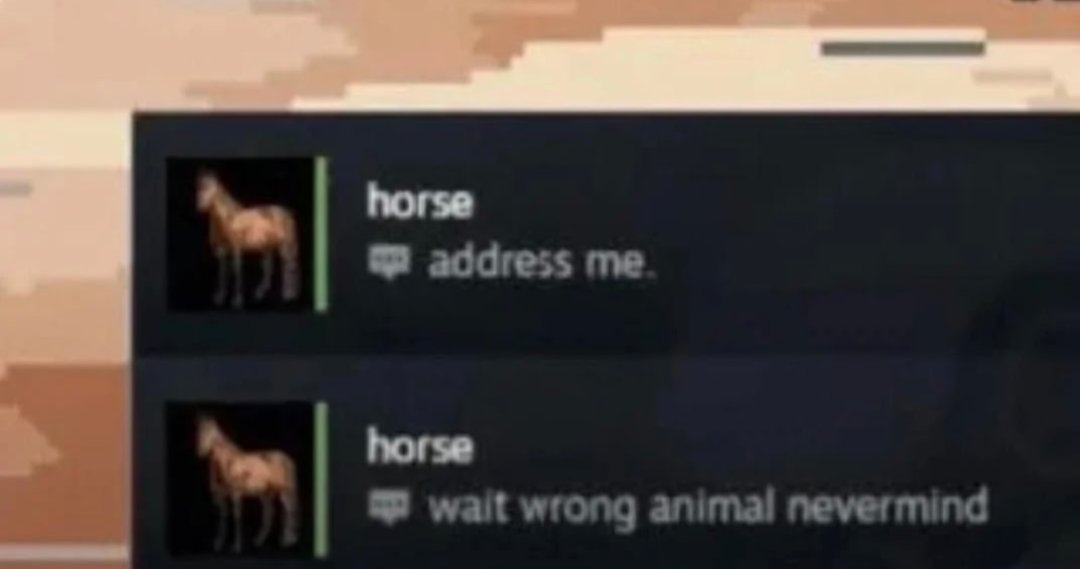 horse
address me.
horse
wait wrong animal nevermind